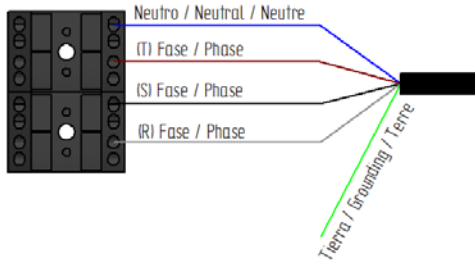 Neutro / Neutral / Neutre
(T) Fase / Phase
(S) Fase / Phase
(R) Fase / Phase
Tierra / Grounding / Terre